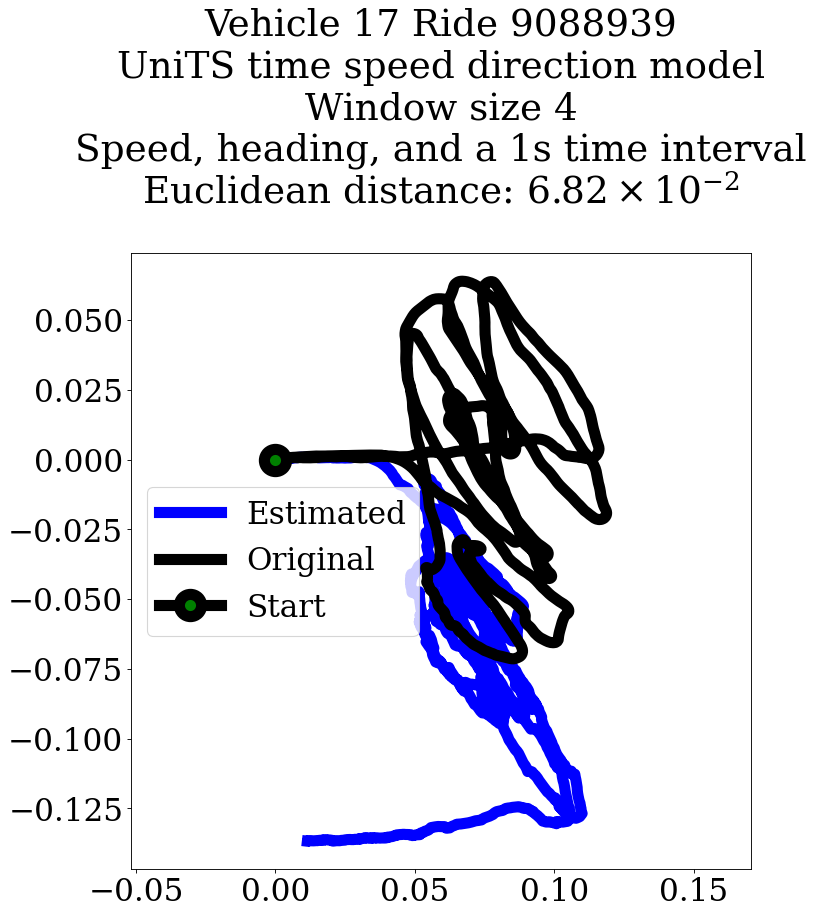 Vehicle 17 Ride 9088939
UniTS time speed direction model
Window size 4
Speed, heading, and a 1s time interval
Euclidean distance: 6.82 × 10⁻²
0.050
0.025
0.000
−0.025
−0.050
−0.075
−0.100
−0.125
Estimated
Original
Start
−0.05 0.00 0.05 0.10 0.15